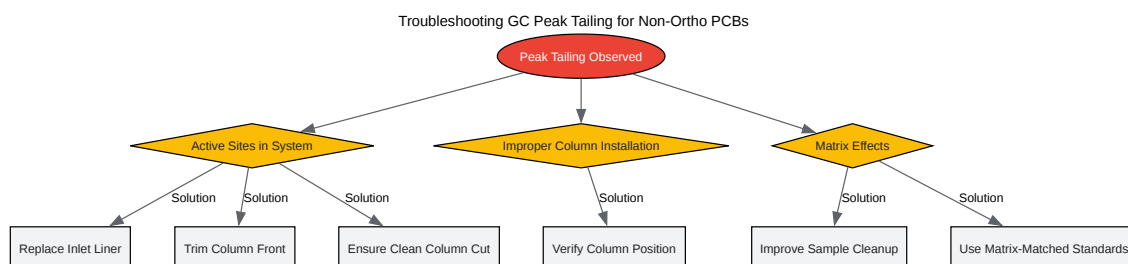 Troubleshooting GC Peak Tailing for Non-Ortho PCBs
Peak Tailing Observed
Active Sites in System
Improper Column Installation
Matrix Effects
Solution
Solution
Solution
Solution
Solution
Solution
Replace Inlet Liner
Trim Column Front
Ensure Clean Column Cut
Verify Column Position
Improve Sample Cleanup
Use Matrix-Matched Standards